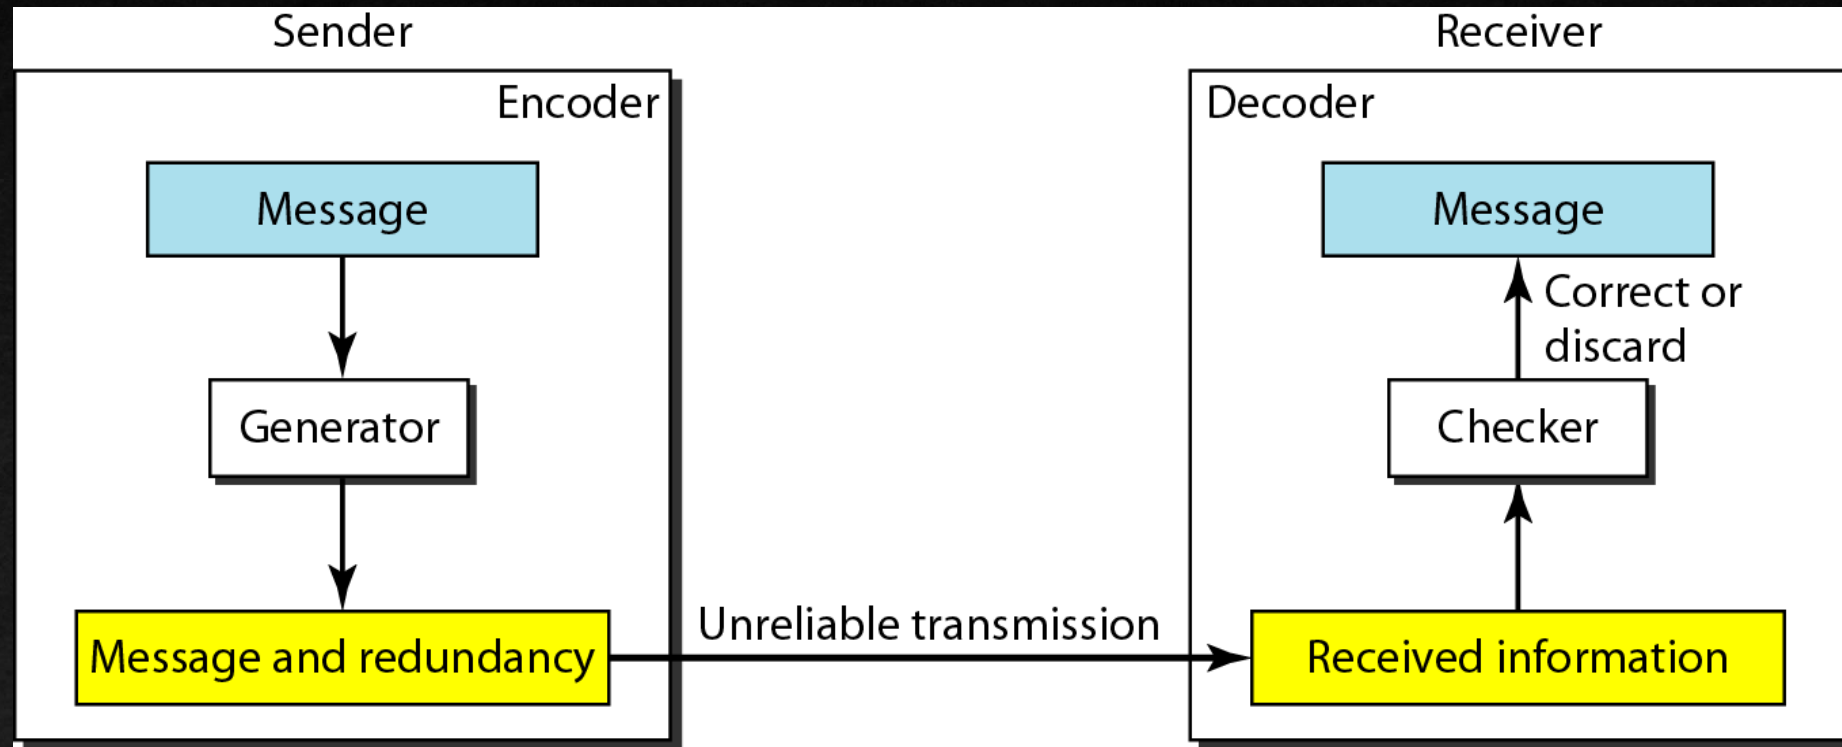 Sender
Encoder
Message
Generator
Message and redundancy
Unreliable transmission
Receiver
Decoder
Message
Correct or
discard
Checker
Received information